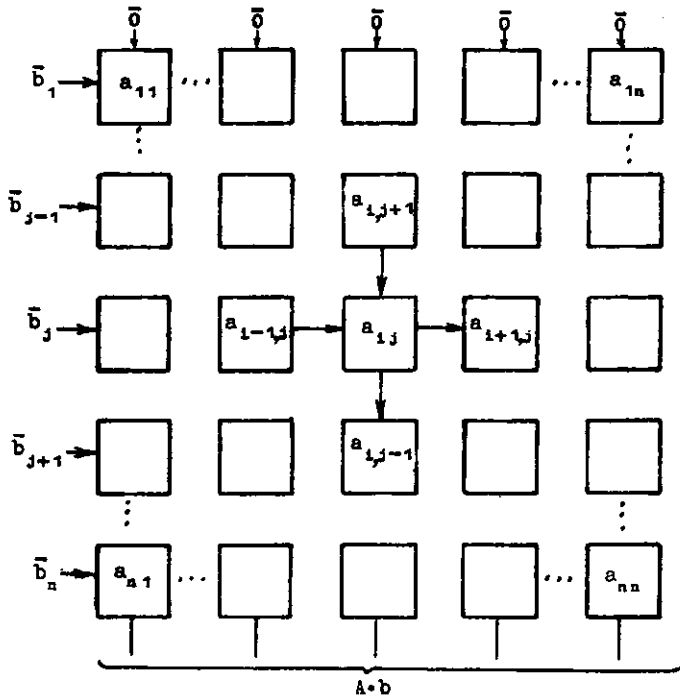 0̄ 0̄ 0̄ 0̄ 0̄
b̄₁ a₁₁ ... ... a₁ₙ
b̄ⱼ₋₁ aᵢ,ⱼ₊₁
b̄ⱼ aᵢ₋₁,ⱼ aᵢⱼ aᵢ₊₁,ⱼ
b̄ⱼ₊₁ aᵢ,ⱼ₋₁
b̄ₙ aₙ₁ ... ... aₙₙ
A•b